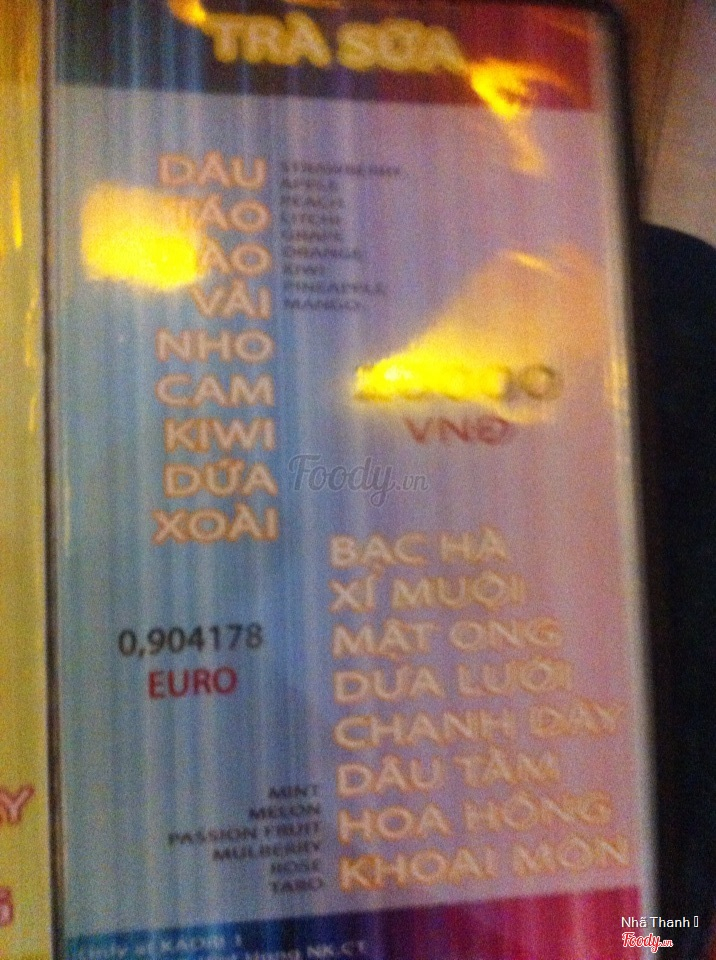 TRÀ SỮA
DÂU
TÁO
ĐÀO
VẢI
NHO
CAM
KIWI
DỨA
XOÀI
STRAWBERRY
APPLE
PEACH
LITCHI
GRAPE
ORANGE
KIWI
PINEAPPLE
MANGO
VNĐ
Foody.vn
0,904178
EURO
BẠC HÀ
XÍ MUỘI
MẬT ONG
DƯA LƯỚI
CHANH DÂY
DÂU TẰM
HOA HỒNG
KHOAI MÔN
MINT
MELON
PASSION FRUIT
MULBERRY
ROSE
TARO
Nhã Thanh
Foody.vn